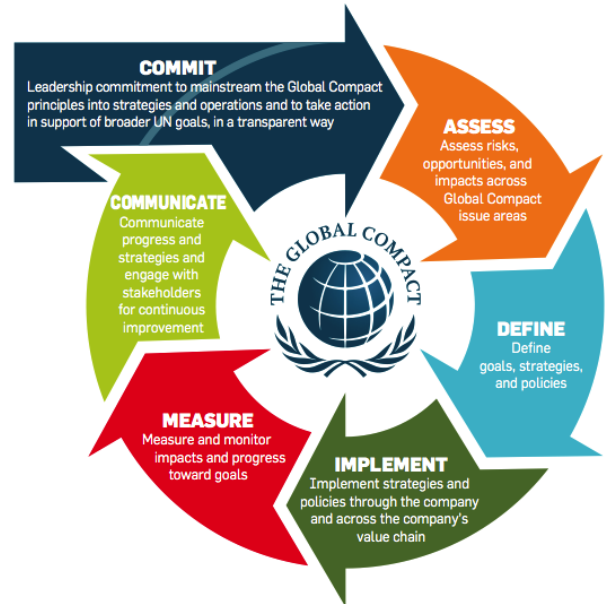 COMMIT
Leadership commitment to mainstream the Global Compact
principles into strategies and operations and to take action
in support of broader UN goals, in a transparent way
ASSESS
Assess risks,
opportunities, and
impacts across
Global Compact
issue areas
DEFINE
Define
goals, strategies,
and policies
IMPLEMENT
Implement strategies and
policies through the company
and across the company's
value chain
MEASURE
Measure and monitor
impacts and progress
toward goals
COMMUNICATE
Communicate
progress and
strategies and
engage with
stakeholders
for continuous
improvement
THE GLOBAL COMPACT